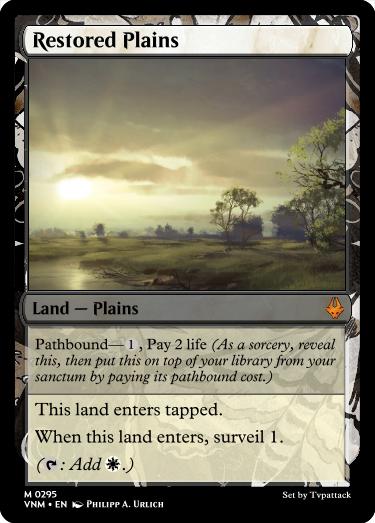 Restored Plains
Land — Plains
Pathbound—1, Pay 2 life (As a sorcery, reveal
this, then put this on top of your library from your
sanctum by paying its pathbound cost.)
This land enters tapped.
When this land enters, surveil 1.
(: Add .)
M 0295
VNM • EN Philipp A. Urlich
Set by Tvpattack